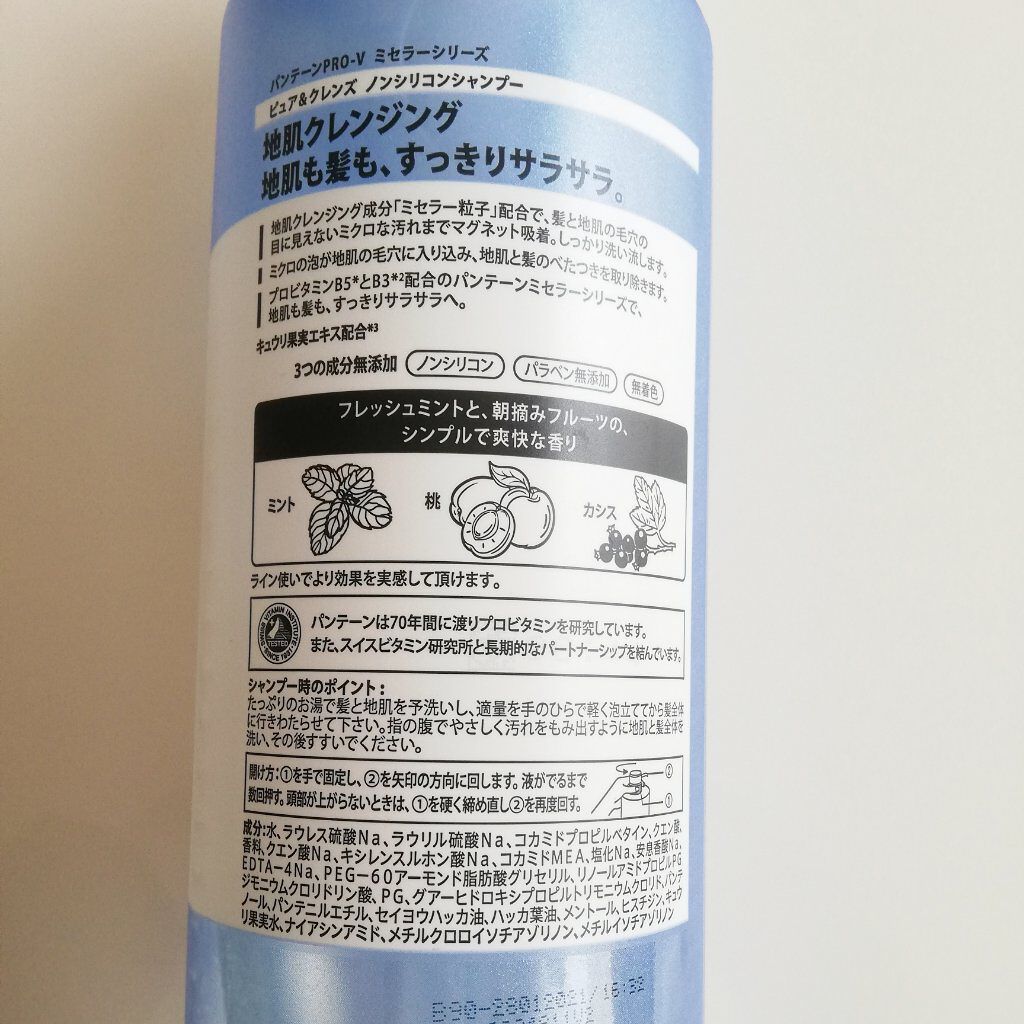 パンテーンPRO-V ミセラーシリーズ
ピュア&クレンズ ノンシリコンシャンプー
地肌クレンジング
地肌も髪も、すっきりサラサラ。
地肌クレンジング成分「ミセラー粒子」配合で、髪と地肌の毛穴の
目に見えないミクロな汚れまでマグネット吸着。しっかり洗い流します。
ミクロの泡が地肌の毛穴に入り込み、地肌と髪のべたつきを取り除きます。
プロビタミンB5*とB3*2配合のパンテーンミセラーシリーズで、
地肌も髪も、すっきりサラサラへ。
キュウリ果実エキス配合*3
3つの成分無添加 ノンシリコン パラベン無添加 無着色
フレッシュミントと、朝摘みフルーツの、
シンプルで爽快な香り
ミント 桃 カシス
ライン使いでより効果を実感して頂けます。
パンテーンは70年間に渡りプロビタミンを研究しています。
また、スイスビタミン研究所と長期的なパートナーシップを結んでいます。
TESTED
シャンプー時のポイント:
たっぷりのお湯で髪と地肌を予洗いし、適量を手のひらで軽く泡立ててから髪全体
に行きわたらせて下さい。指の腹でやさしく汚れをもみ出すように地肌と髪全体を
洗い、その後すすいでください。
開け方:①を手で固定し、②を矢印の方向に回します。液がでるまで
数回押す。頭部が上がらないときは、①を硬く締め直し②を再度回す。
②
①
成分:水、ラウレス硫酸Na、ラウリル硫酸Na、コカミドプロピルベタイン、クエン酸、
香料、クエン酸Na、キシレンスルホン酸Na、コカミドMEA、塩化Na、安息香酸Na、
EDTA-4Na、PEG-60アーモンド脂肪酸グリセリル、リノールアミドプロピルPG
ジモニウムクロリドリン酸、PG、グアーヒドロキシプロピルトリモニウムクロリド、パンテ
ノール、パンテニルエチル、セイヨウハッカ油、ハッカ葉油、メントール、ヒスチジン、キュウ
リ果実水、ナイアシンアミド、メチルクロロイソチアゾリノン、メチルイソチアゾリノン